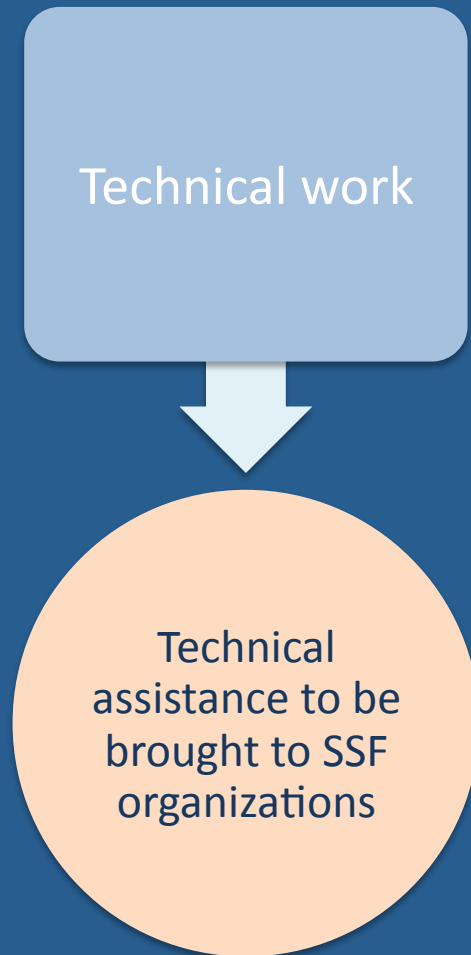 Technical work
Technical
assistance to be
brought to SSF
organizations